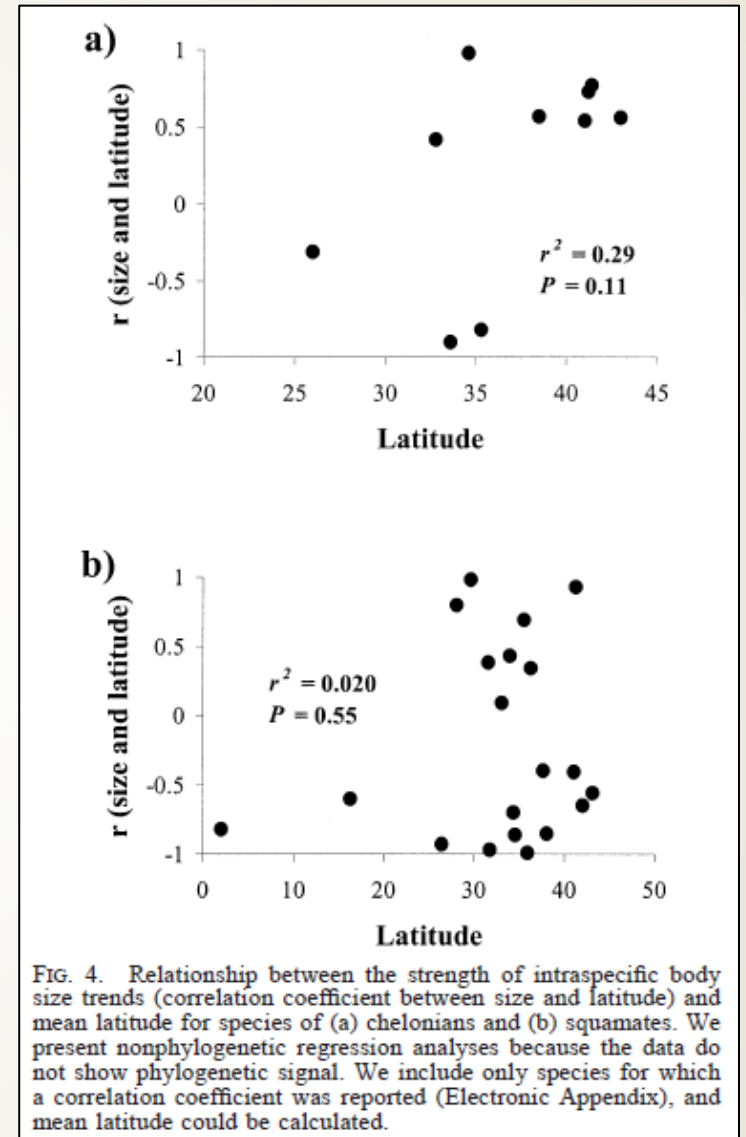 a)
r (size and latitude)
1
0.5
0
-0.5
-1
r² = 0.29
P = 0.11
20 25 30 35 40 45
Latitude
b)
r (size and latitude)
1
0.5
0
-0.5
-1
r² = 0.020
P = 0.55
0 10 20 30 40 50
Latitude
FIG. 4. Relationship between the strength of intraspecific body
size trends (correlation coefficient between size and latitude) and
mean latitude for species of (a) chelonians and (b) squamates. We
present nonphylogenetic regression analyses because the data do
not show phylogenetic signal. We include only species for which
a correlation coefficient was reported (Electronic Appendix), and
mean latitude could be calculated.